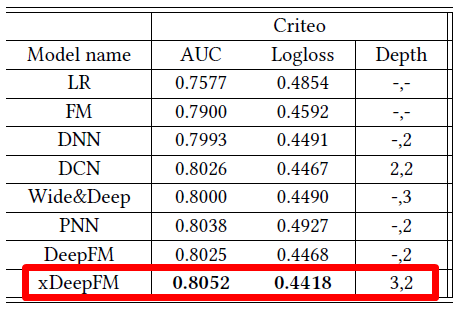 Criteo
Model name AUC Logloss Depth
LR 0.7577 0.4854 -,-
FM 0.7900 0.4592 -,-
DNN 0.7993 0.4491 -,2
DCN 0.8026 0.4467 2,2
Wide&Deep 0.8000 0.4490 -,3
PNN 0.8038 0.4927 -,2
DeepFM 0.8025 0.4468 -,2
xDeepFM 0.8052 0.4418 3,2